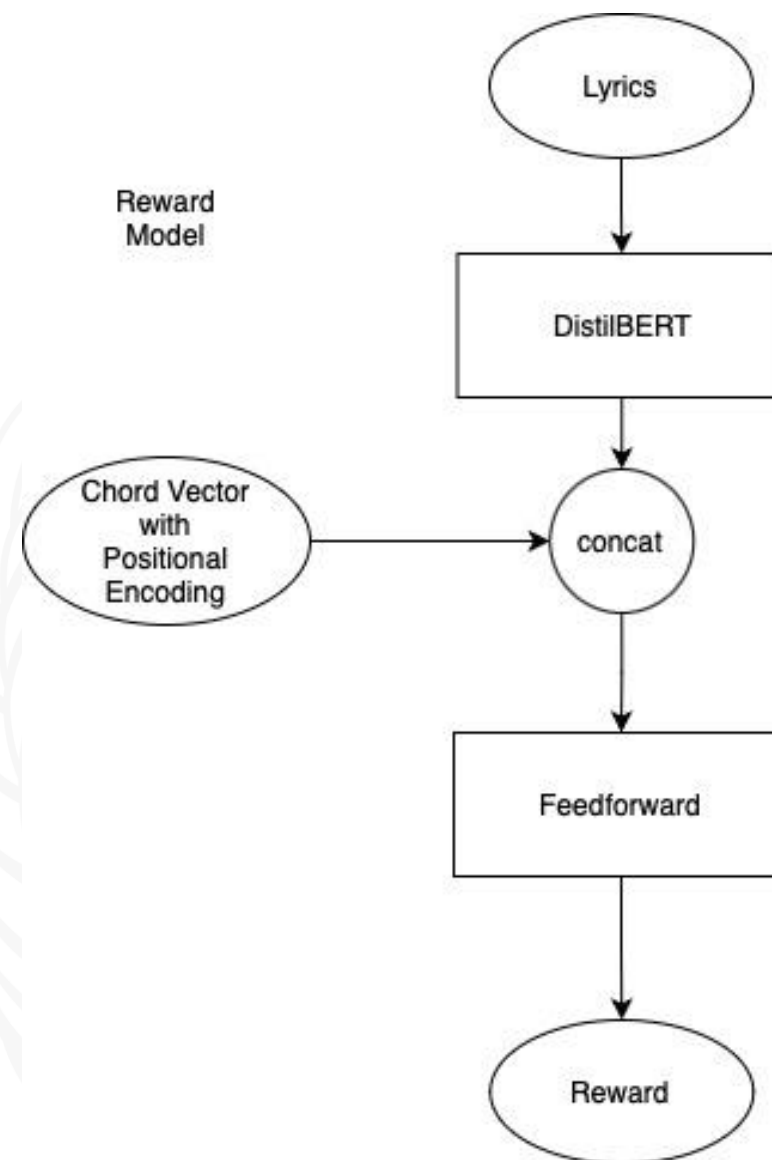 Lyrics
Reward
Model
DistilBERT
Chord Vector
with
Positional
Encoding
concat
Feedforward
Reward